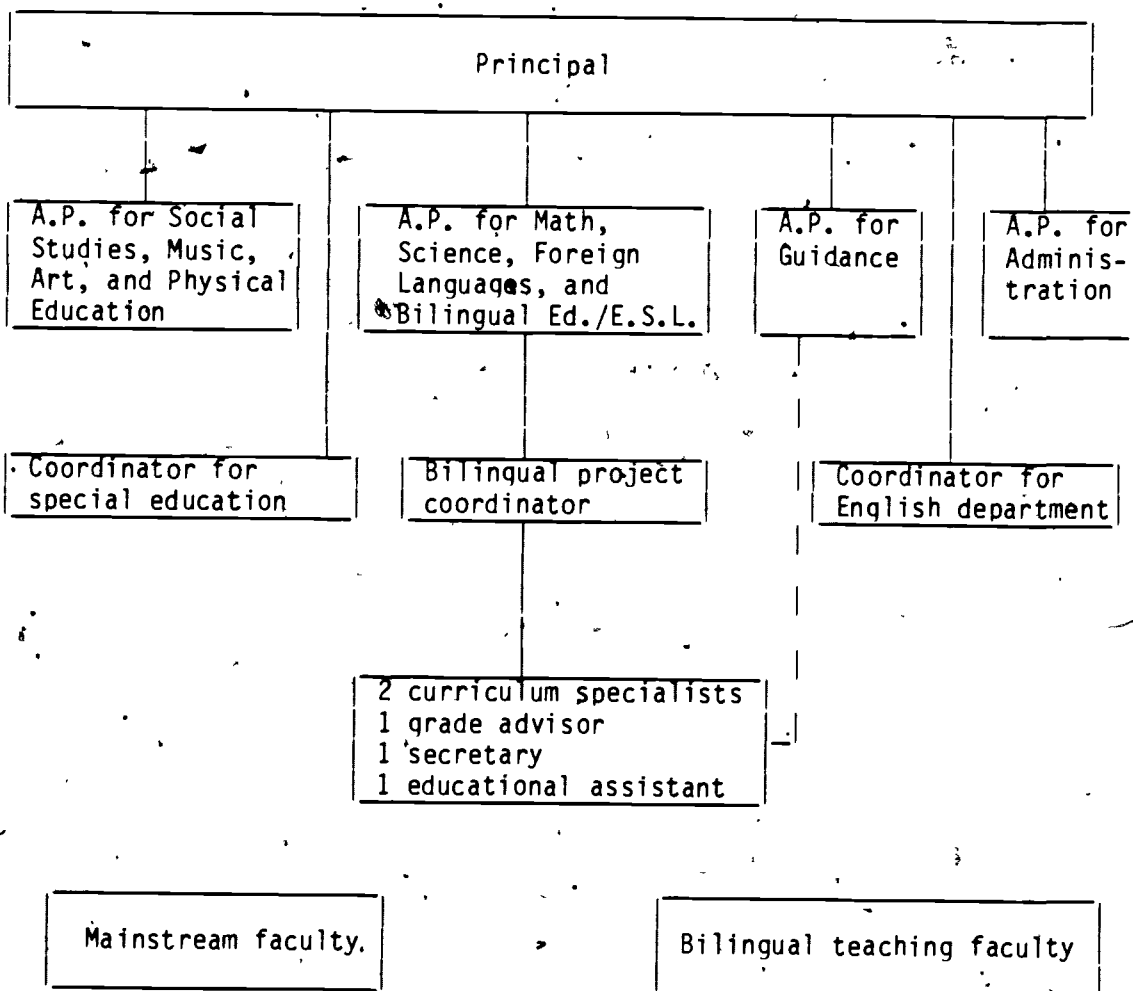 Principal
A.P. for Social
Studies, Music,
Art, and Physical
Education
A.P. for Math,
Science, Foreign
Languages, and
Bilingual Ed./E.S.L.
A.P. for
Guidance
A.P. for
Adminis-
tration
Coordinator for
special education
Bilingual project
coordinator
Coordinator for
English department
2 curriculum specialists
1 grade advisor
1 secretary
1 educational assistant
Mainstream faculty.
Bilingual teaching faculty